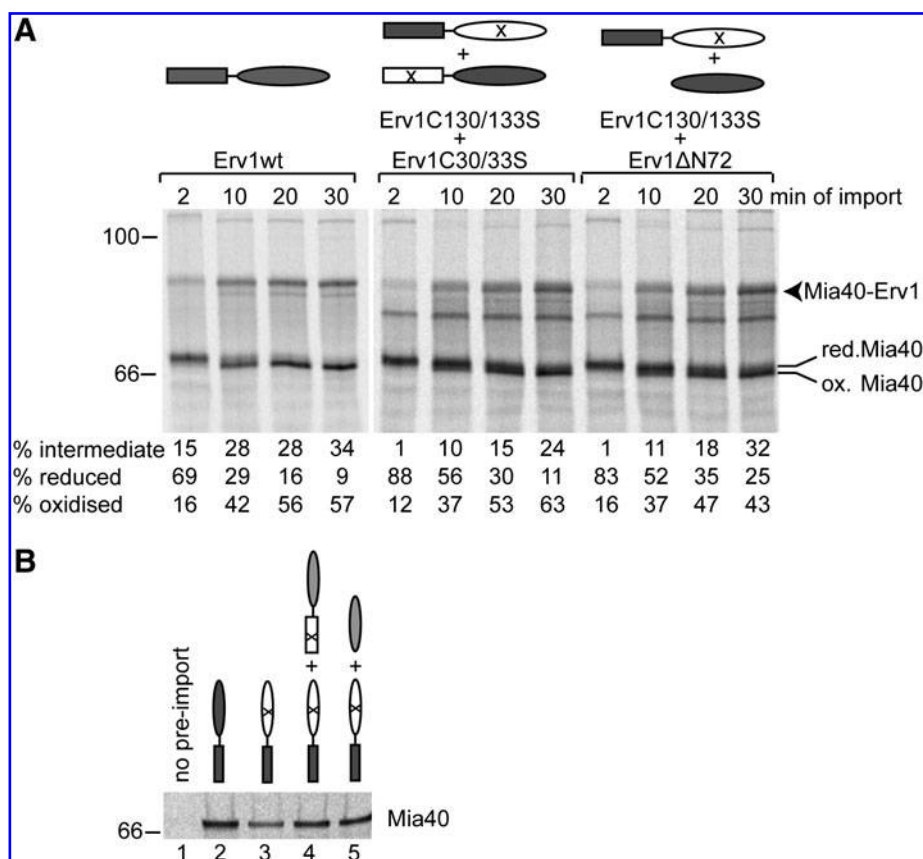 A
x
+
x
x
+
Erv1wt
Erv1C130/133S
+
Erv1C30/33S
Erv1C130/133S
+
Erv1ΔN72
2 10 20 30 2 10 20 30 2 10 20 30 min of import
100
Mia40-Erv1
red.Mia40
66
ox. Mia40
% intermediate 15 28 28 34 1 10 15 24 1 11 18 32
% reduced 69 29 16 9 88 56 30 11 83 52 35 25
% oxidised 16 42 56 57 12 37 53 63 16 37 47 43
B
no pre-import
x
x
+
x
+
x
Mia40
66
1 2 3 4 5